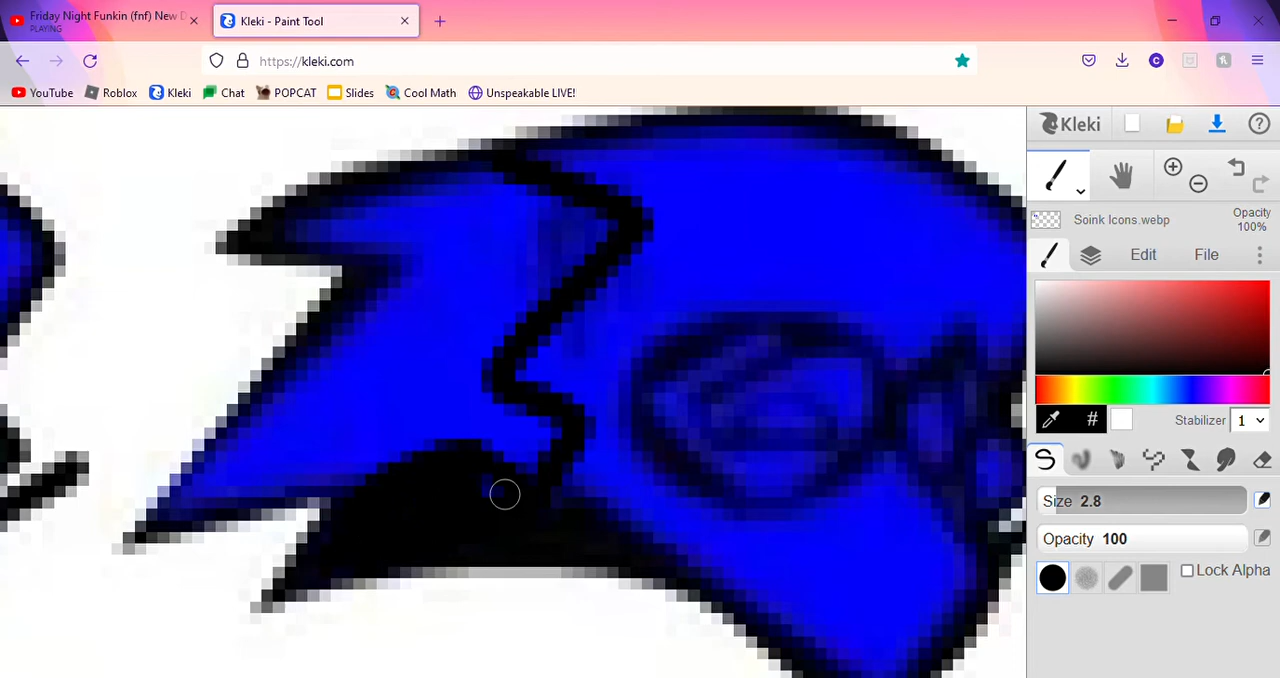 Friday Night Funkin (fnf) New D
PLAYING
Kleki - Paint Tool
https://kleki.com
C
YouTube Roblox Kleki Chat POPCAT Slides Cool Math Unspeakable LIVE!
Kleki
?
Soink Icons.webp
Opacity
100%
Edit File
#
Stabilizer 1
Size 2.8
Opacity 100
Lock Alpha